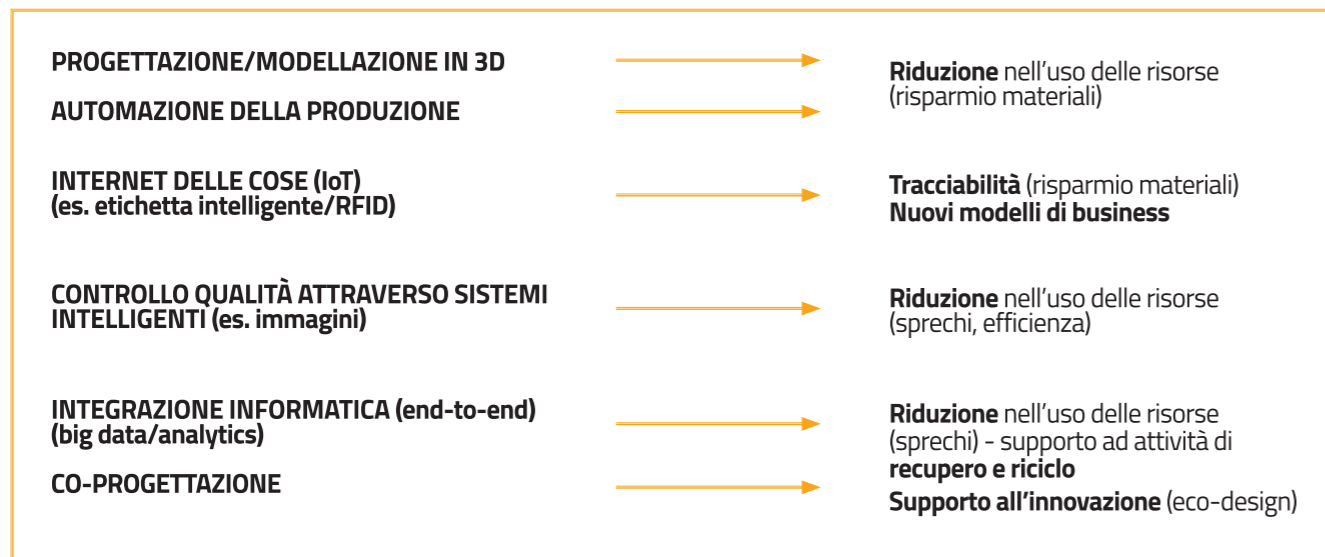 PROGETTAZIONE/MODELLAZIONE IN 3D
AUTOMAZIONE DELLA PRODUZIONE
Riduzione nell’uso delle risorse
(risparmio materiali)
INTERNET DELLE COSE (IoT)
(es. etichetta intelligente/RFID)
Tracciabilità (risparmio materiali)
Nuovi modelli di business
CONTROLLO QUALITÀ ATTRAVERSO SISTEMI
INTELLIGENTI (es. immagini)
Riduzione nell’uso delle risorse
(sprechi, efficienza)
INTEGRAZIONE INFORMATICA (end-to-end)
(big data/analytics)
Riduzione nell’uso delle risorse
(sprechi) - supporto ad attività di
recupero e riciclo
CO-PROGETTAZIONE
Supporto all’innovazione (eco-design)